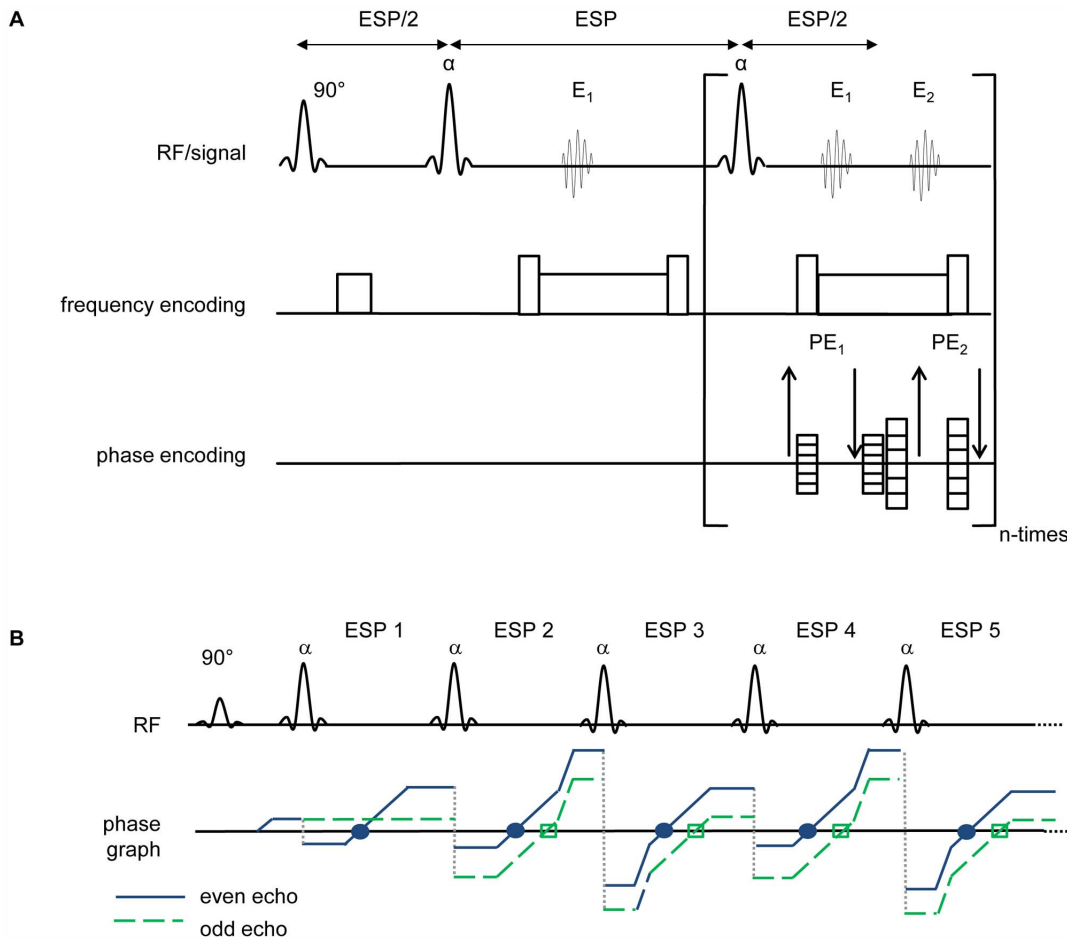 A
ESP/2 ESP ESP/2
α α
90° E₁ E₁ E₂
RF/signal
frequency encoding
PE₁ PE₂
phase encoding
n-times
B
ESP 1 ESP 2 ESP 3 ESP 4 ESP 5
90° α α α α α
RF
phase
graph
even echo
odd echo